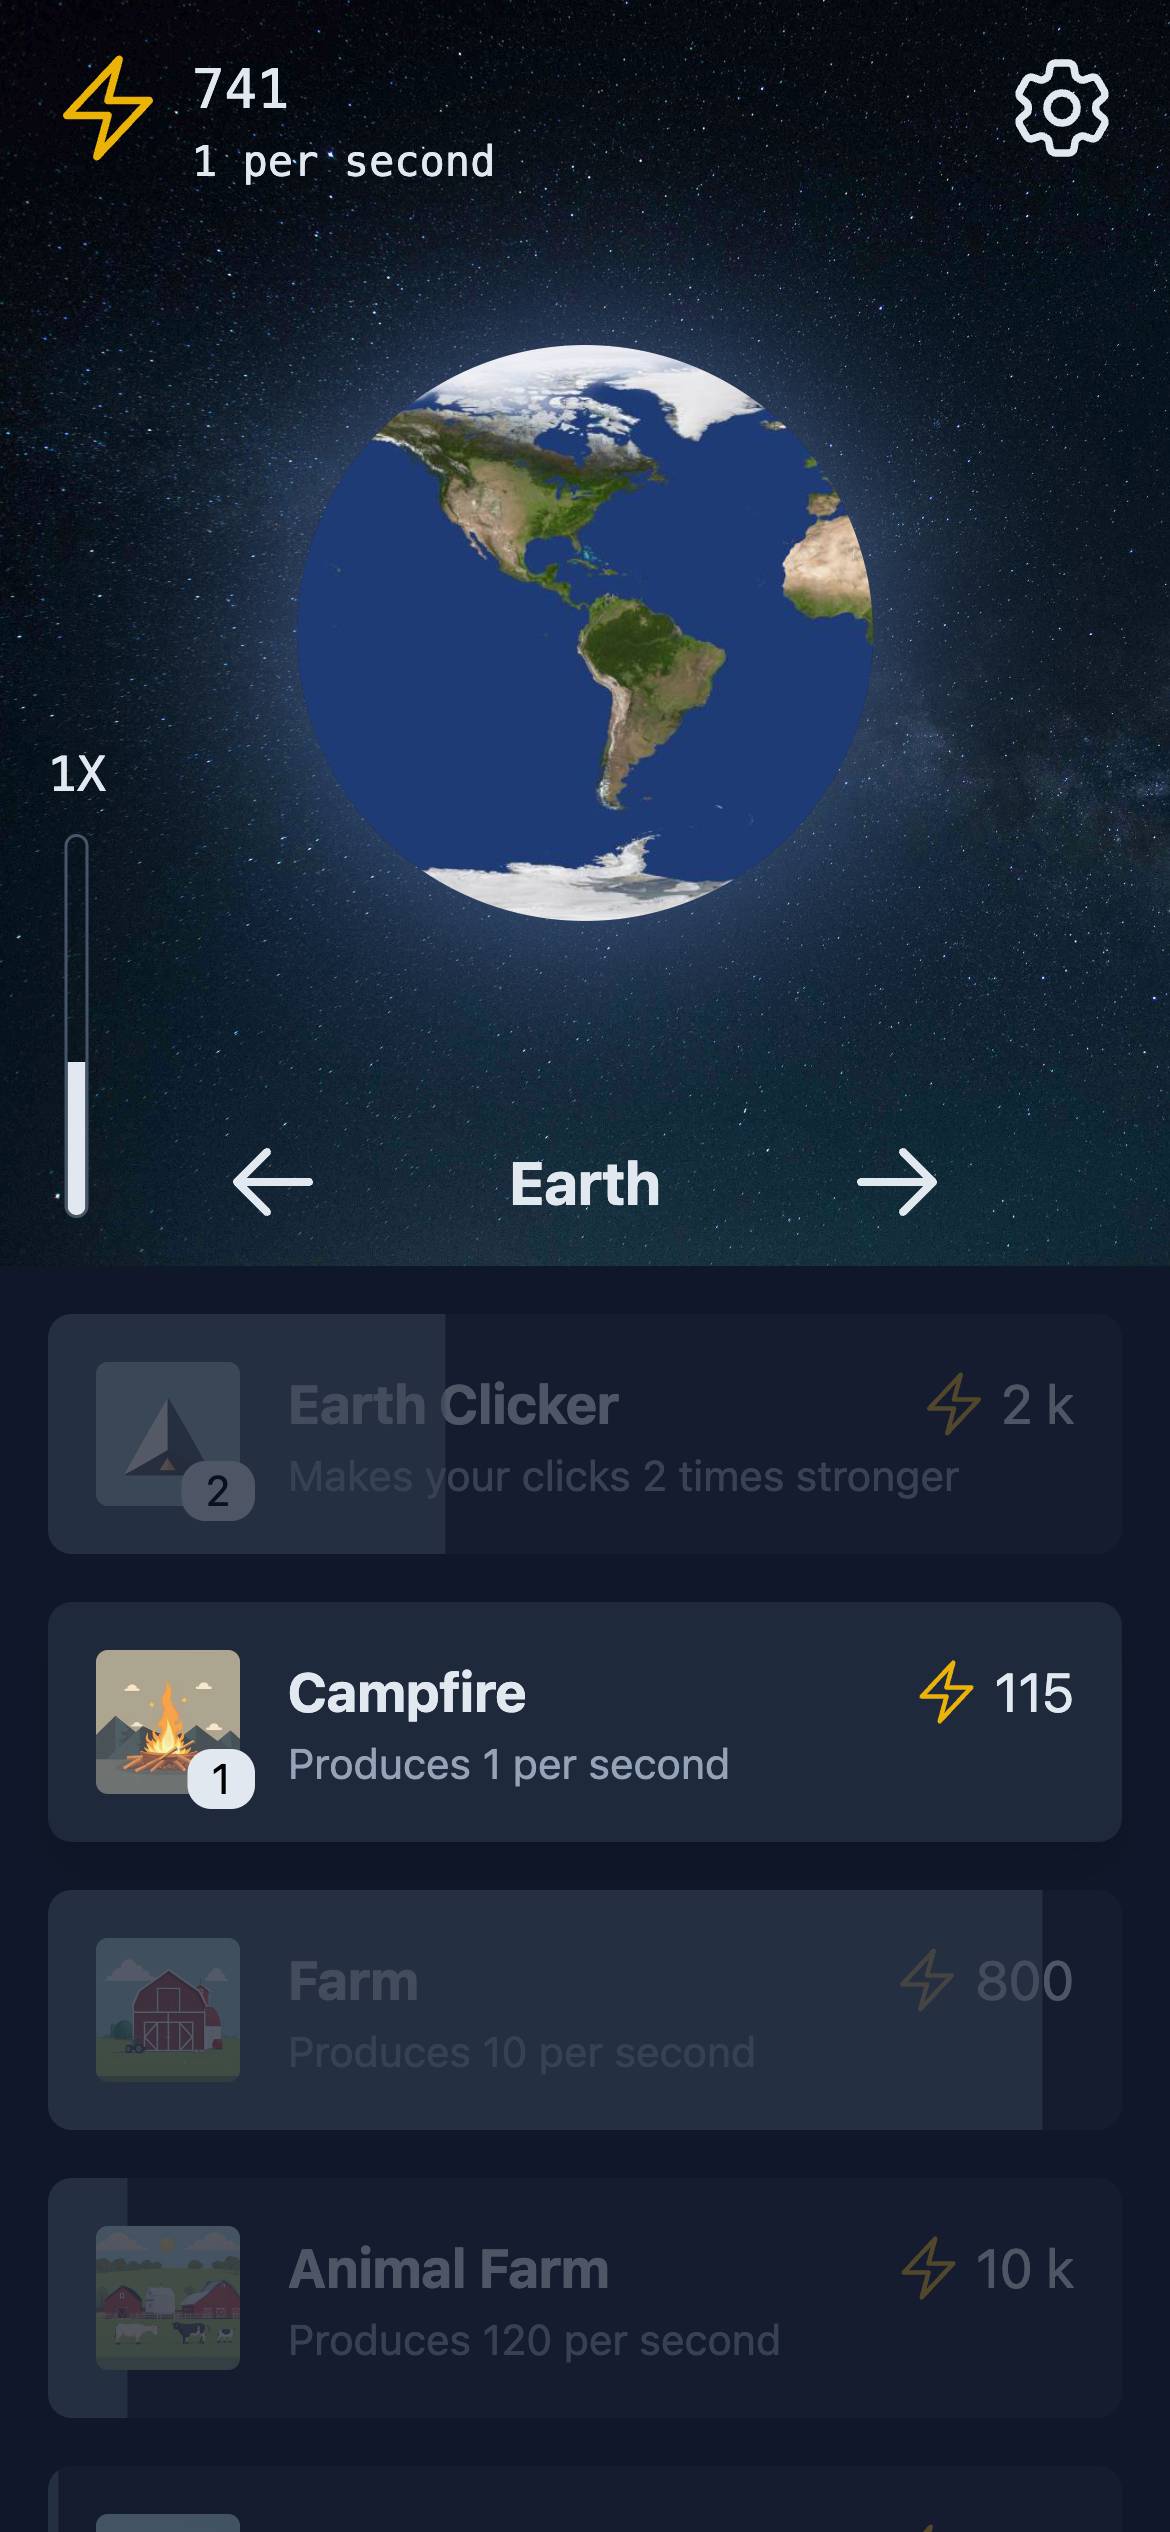 741
1 per second
1X
Earth
Earth Clicker
2 k
Makes your clicks 2 times stronger
2
Campfire
115
Produces 1 per second
1
Farm
800
Produces 10 per second
Animal Farm
10 k
Produces 120 per second